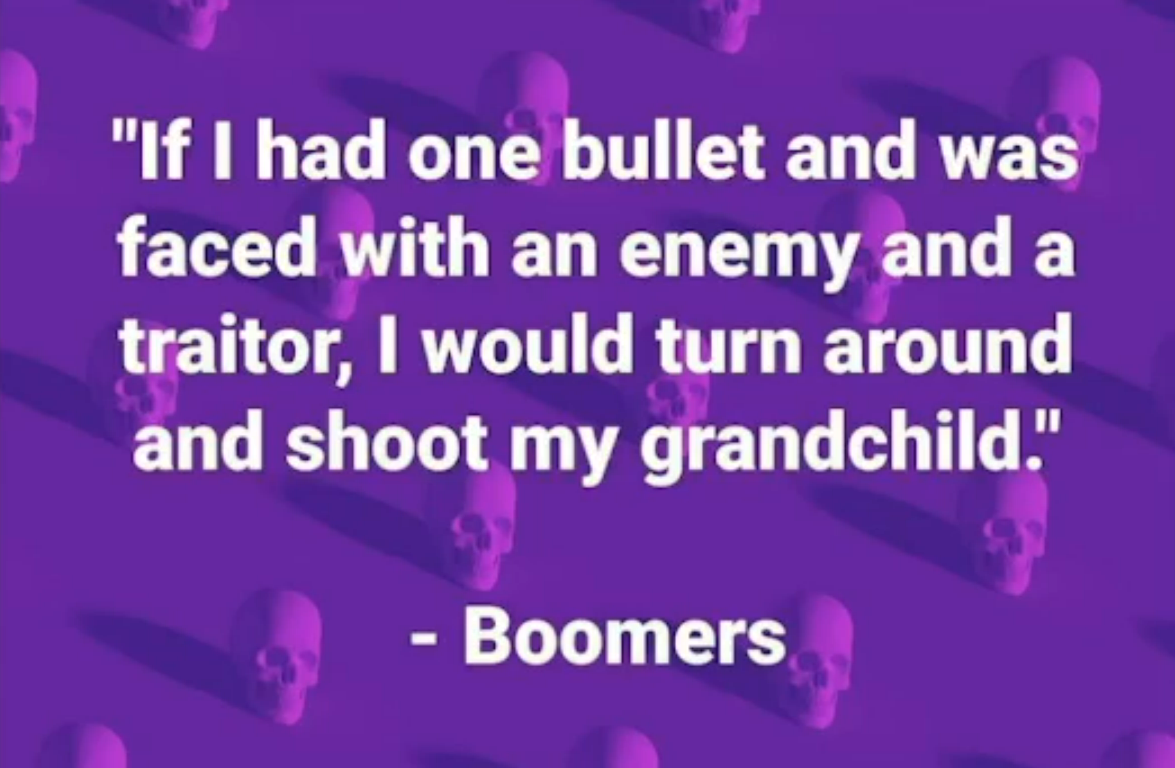 "If I had one bullet and was
faced with an enemy and a
traitor, I would turn around
and shoot my grandchild."
- Boomers